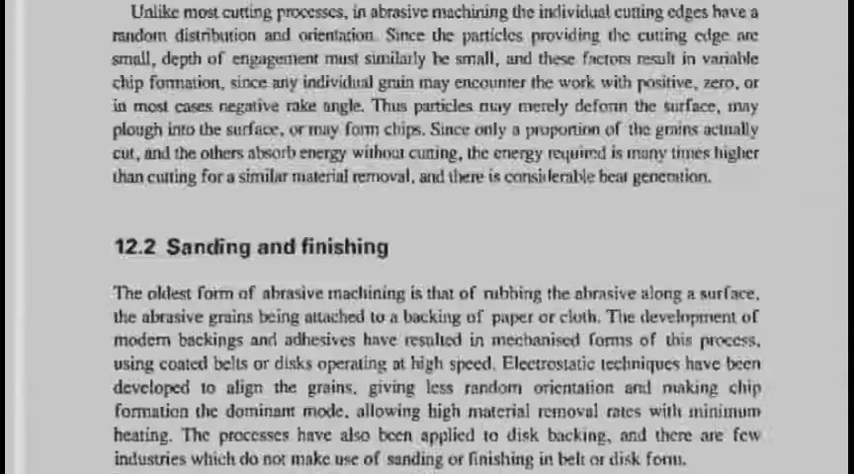 Unlike most cutting processes, in abrasive machining the individual cutting edges have a
random distribution and orientation. Since the particles providing the cutting edge are
small, depth of engagement must similarly be small, and these factors result in variable
chip formation, since any individual grain may encounter the work with positive, zero, or
in most cases negative rake angle. Thus particles may merely deform the surface, may
plough into the surface, or may form chips. Since only a proportion of the grains actually
cut, and the others absorb energy without cutting, the energy required is many times higher
than cutting for a similar material removal, and there is considerable heat generation.
12.2 Sanding and finishing
The oldest form of abrasive machining is that of rubbing the abrasive along a surface,
the abrasive grains being attached to a backing of paper or cloth. The development of
modern backings and adhesives have resulted in mechanised forms of this process,
using coated belts or disks operating at high speed. Electrostatic techniques have been
developed to align the grains, giving less random orientation and making chip
formation the dominant mode, allowing high material removal rates with minimum
heating. The processes have also been applied to disk backing, and there are few
industries which do not make use of sanding or finishing in belt or disk form.